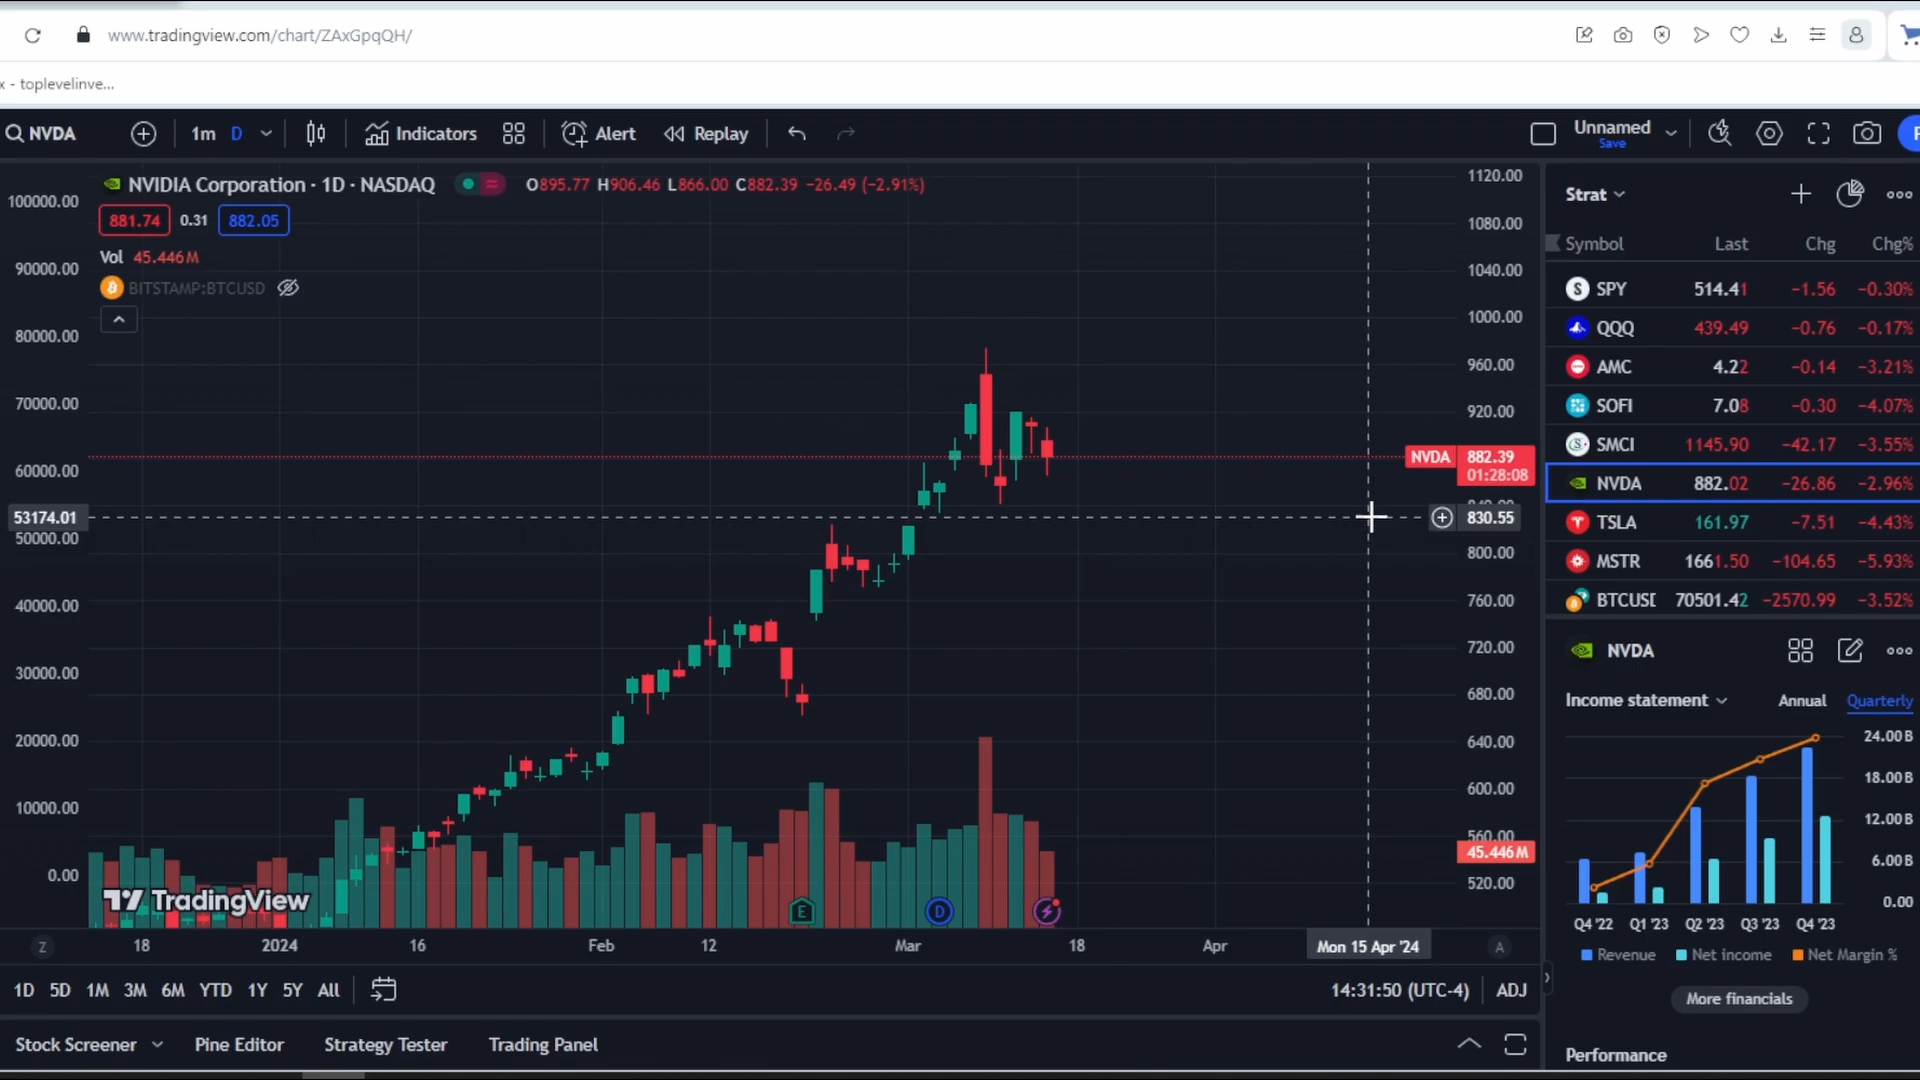 www.tradingview.com/chart/ZAxGpqQH/
x - toplevelinve...
NVDA
1m D
Indicators
Alert
Replay
Unnamed
Save
NVIDIA Corporation · 1D · NASDAQ
O895.77 H906.46 L866.00 C882.39 −26.49 (−2.91%)
881.74 0.31 882.05
Vol 45.446M
BITSTAMP:BTCUSD
100000.00
90000.00
80000.00
70000.00
60000.00
53174.01
50000.00
40000.00
30000.00
20000.00
10000.00
0.00
1120.00
1080.00
1040.00
1000.00
960.00
920.00
NVDA 882.39
01:28:08
840.00
830.55
800.00
760.00
720.00
680.00
640.00
600.00
560.00
45.446M
520.00
TradingView
E
D
Z
18 2024 16 Feb 12 Mar 18 Apr Mon 15 Apr '24
A
1D 5D 1M 3M 6M YTD 1Y 5Y All
14:31:50 (UTC-4) ADJ
Stock Screener
Pine Editor
Strategy Tester
Trading Panel
Strat
Symbol Last Chg Chg%
SPY 514.41 −1.56 −0.30%
QQQ 439.49 −0.76 −0.17%
AMC 4.22 −0.14 −3.21%
SOFI 7.08 −0.30 −4.07%
SMCI 1145.90 −42.17 −3.55%
NVDA 882.02 −26.86 −2.96%
TSLA 161.97 −7.51 −4.43%
MSTR 1661.50 −104.65 −5.93%
BTCUSD 70501.42 −2570.99 −3.52%
NVDA
Income statement
Annual Quarterly
24.00B
18.00B
12.00B
6.00B
0.00
Q4 '22 Q1 '23 Q2 '23 Q3 '23 Q4 '23
Revenue Net income Net Margin %
More financials
Performance